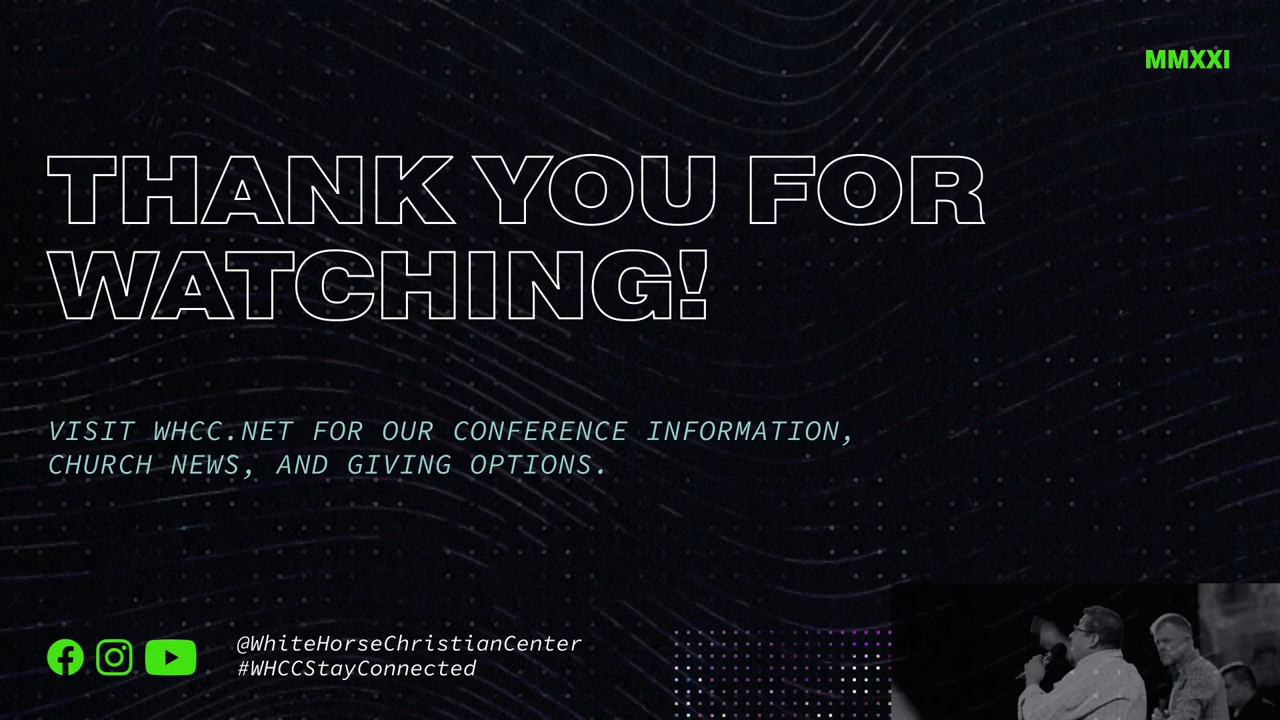 MMXXI
THANK YOU FOR
WATCHING!
VISIT WHCC.NET FOR OUR CONFERENCE INFORMATION,
CHURCH NEWS, AND GIVING OPTIONS.
@WhiteHorseChristianCenter
#WHCCStayConnected